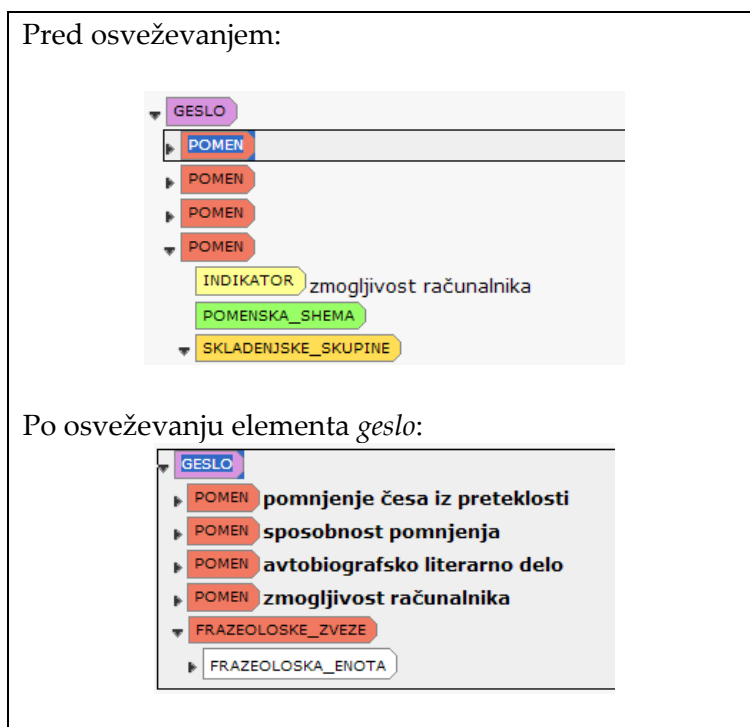 Pred osveževanjem:
GESLO
POMEN
POMEN
POMEN
POMEN
INDIKATOR zmogljivost računalnika
POMENSKA_SHEMA
SKLADENJSKE_SKUPINE
Po osveževanju elementa geslo:
GESLO
POMEN pomnjenje česa iz preteklosti
POMEN sposobnost pomnjenja
POMEN avtobiografsko literarno delo
POMEN zmogljivost računalnika
FRAZEOLOSKE_ZVEZE
FRAZEOLOSKA_ENOTA